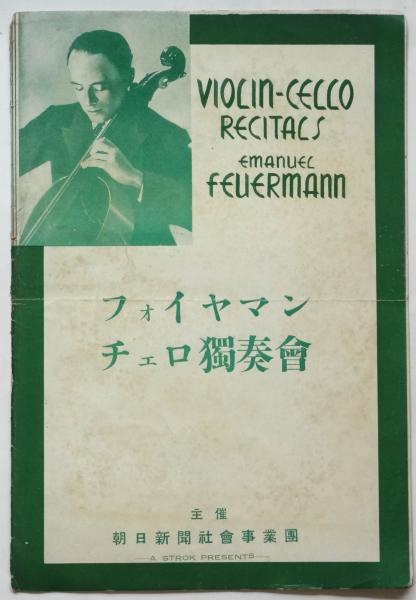 VIOLIN-CELLO
RECITALS
EMANUEL
FEUERMANN
フォイヤマン
チェロ獨奏會
主催
朝日新聞社會事業團
A STROK PRESENTS